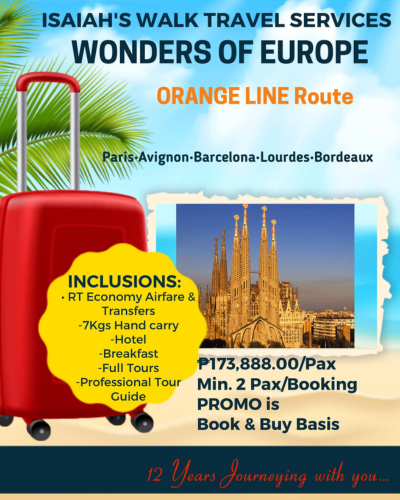 ISAIAH'S WALK TRAVEL SERVICES
WONDERS OF EUROPE
ORANGE LINE Route
Paris•Avignon•Barcelona•Lourdes•Bordeaux
INCLUSIONS:
• RT Economy Airfare &
Transfers
-7Kgs Hand carry
-Hotel
-Breakfast
-Full Tours
-Professional Tour
Guide
₱173,888.00/Pax
Min. 2 Pax/Booking
PROMO is
Book & Buy Basis
12 Years Journeying with you...